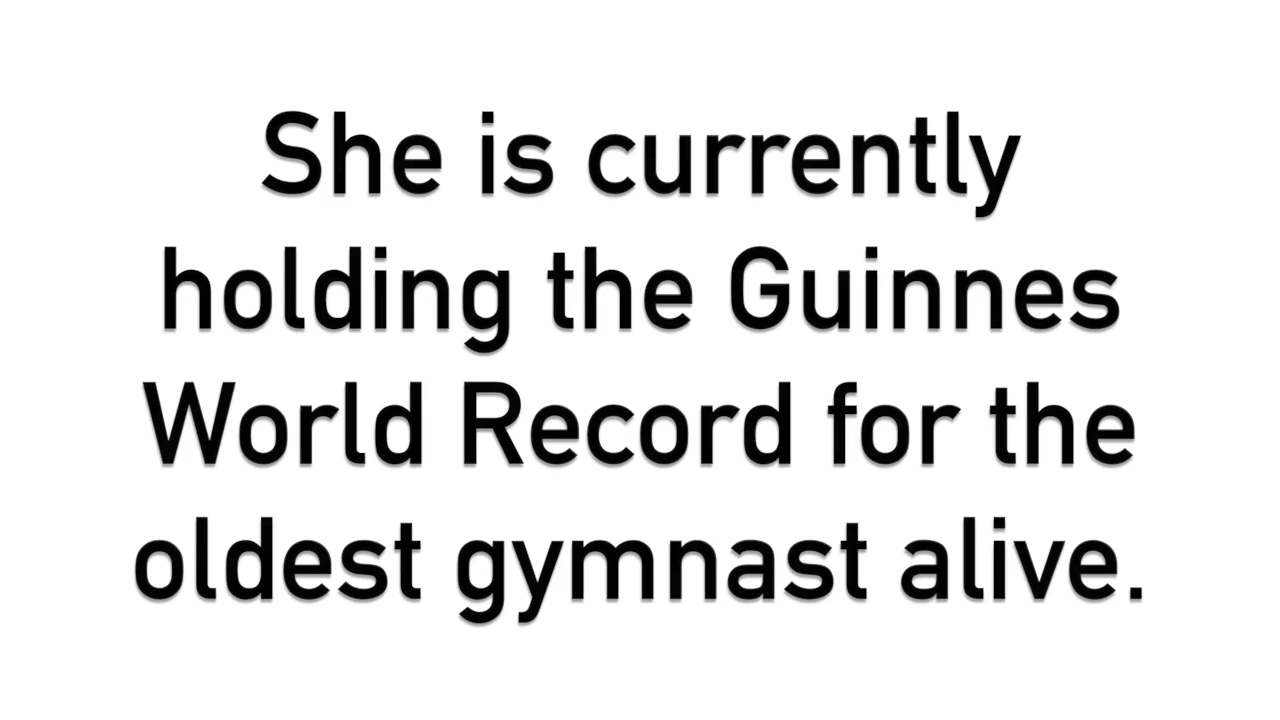 She is currently
holding the Guinnes
World Record for the
oldest gymnast alive.